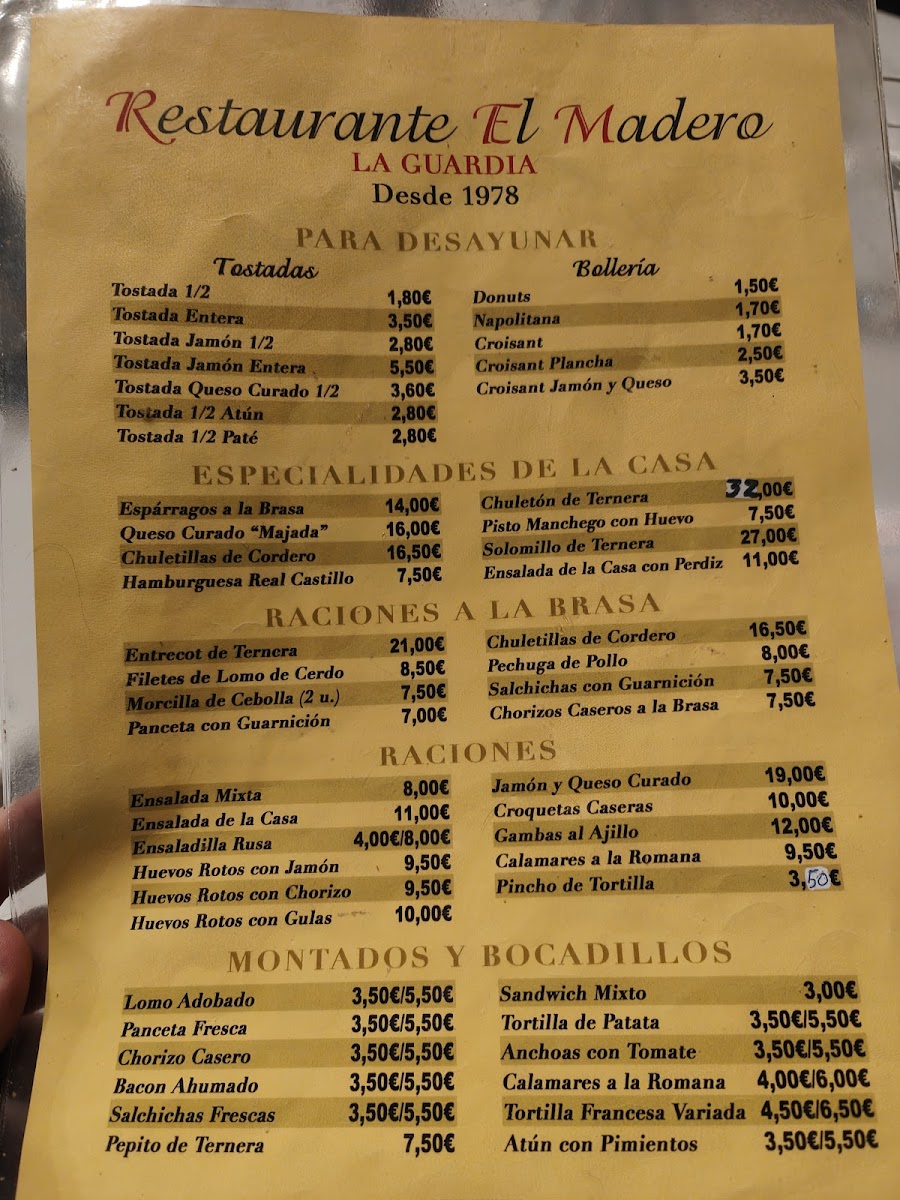 Restaurante El Madero
LA GUARDIA
Desde 1978
PARA DESAYUNAR
Tostadas
Tostada 1/2 1,80€
Tostada Entera 3,50€
Tostada Jamón 1/2 2,80€
Tostada Jamón Entera 5,50€
Tostada Queso Curado 1/2 3,60€
Tostada 1/2 Atún 2,80€
Tostada 1/2 Paté 2,80€
Bollería
Donuts 1,50€
Napolitana 1,70€
Croisant 1,70€
Croisant Plancha 2,50€
Croisant Jamón y Queso 3,50€
ESPECIALIDADES DE LA CASA
Espárragos a la Brasa 14,00€
Queso Curado “Majada” 16,00€
Chuletillas de Cordero 16,50€
Hamburguesa Real Castillo 7,50€
Chuletón de Ternera 32,00€
Pisto Manchego con Huevo 7,50€
Solomillo de Ternera 27,00€
Ensalada de la Casa con Perdiz 11,00€
RACIONES A LA BRASA
Entrecot de Ternera 21,00€
Filetes de Lomo de Cerdo 8,50€
Morcilla de Cebolla (2 u.) 7,50€
Panceta con Guarnición 7,00€
Chuletillas de Cordero 16,50€
Pechuga de Pollo 8,00€
Salchichas con Guarnición 7,50€
Chorizos Caseros a la Brasa 7,50€
RACIONES
Ensalada Mixta 8,00€
Ensalada de la Casa 11,00€
Ensaladilla Rusa 4,00€/8,00€
Huevos Rotos con Jamón 9,50€
Huevos Rotos con Chorizo 9,50€
Huevos Rotos con Gulas 10,00€
Jamón y Queso Curado 19,00€
Croquetas Caseras 10,00€
Gambas al Ajillo 12,00€
Calamares a la Romana 9,50€
Pincho de Tortilla 3,50€
MONTADOS Y BOCADILLOS
Lomo Adobado 3,50€/5,50€
Panceta Fresca 3,50€/5,50€
Chorizo Casero 3,50€/5,50€
Bacon Ahumado 3,50€/5,50€
Salchichas Frescas 3,50€/5,50€
Pepito de Ternera 7,50€
Sandwich Mixto 3,00€
Tortilla de Patata 3,50€/5,50€
Anchoas con Tomate 3,50€/5,50€
Calamares a la Romana 4,00€/6,00€
Tortilla Francesa Variada 4,50€/6,50€
Atún con Pimientos 3,50€/5,50€